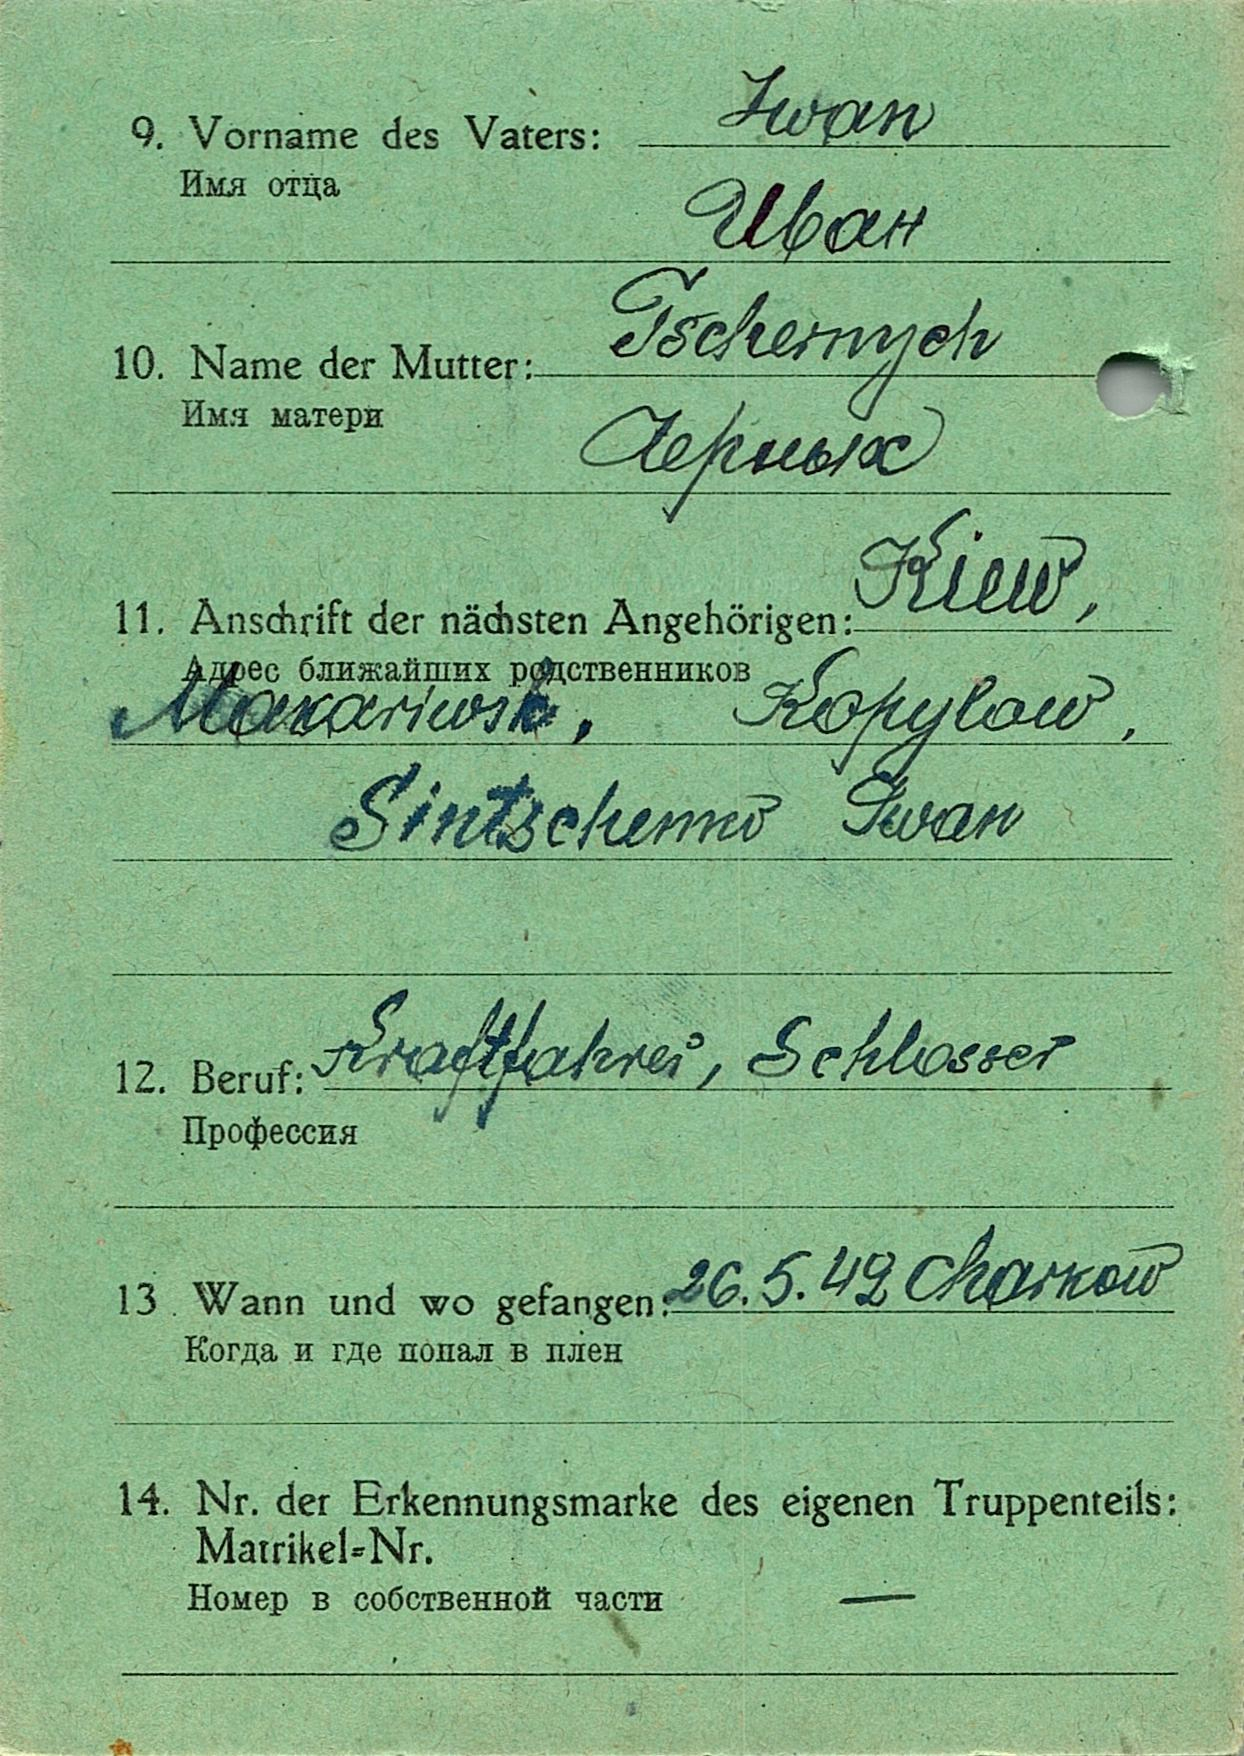 Iwan
9. Vorname des Vaters:
Имя отца
Иван
Tschernych
10. Name der Mutter:
Имя матери
Черных
Kiew,
11. Anschrift der nächsten Angehörigen:
Адрес ближайших родственников
Makariwsk, Kopylow,
Sintschenko Iwan
12. Beruf: Kraftfahrer, Schlosser
Профессия
13. Wann und wo gefangen: 26.5.42 Charkow
Когда и где попал в плен
14. Nr. der Erkennungsmarke des eigenen Truppenteils:
Matrikel-Nr.
Номер в собственной части —